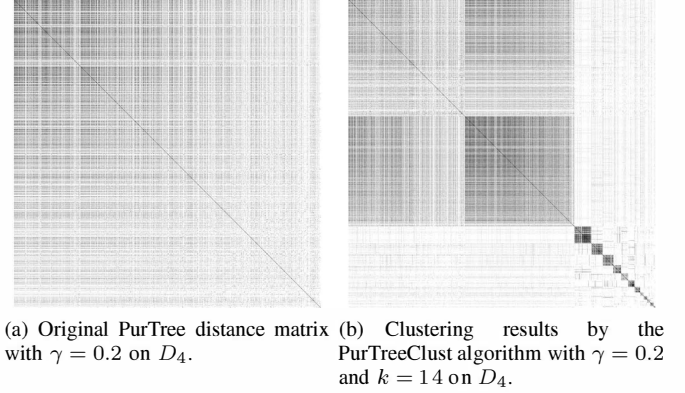 (a) Original PurTree distance matrix
with γ = 0.2 on D₄.
(b) Clustering results by the
PurTreeClust algorithm with γ = 0.2
and k = 14 on D₄.